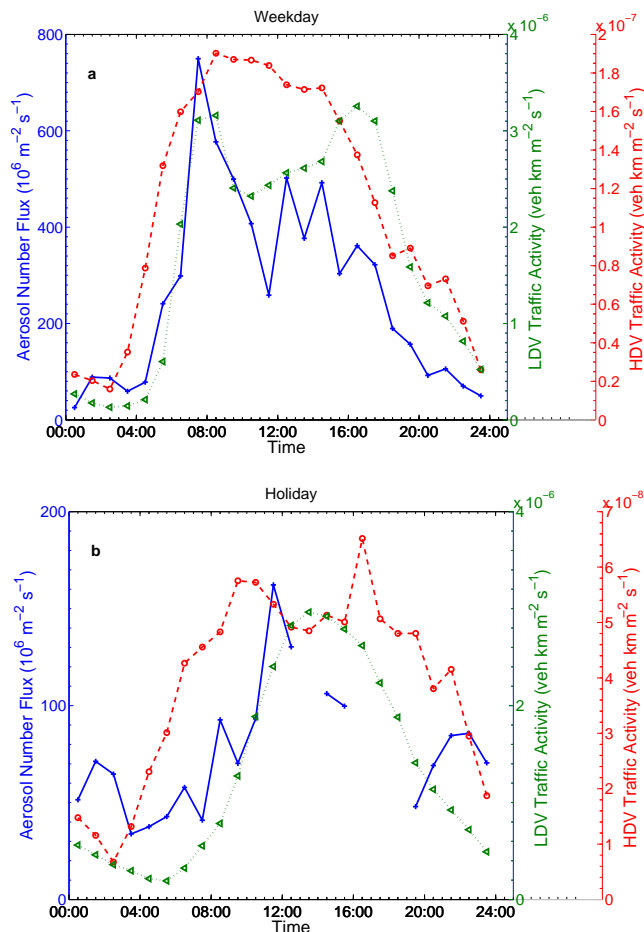 Weekday
x 10⁻⁶
x 10⁻⁷
a
800
600
400
200
0
Aerosol Number Flux (10⁶ m⁻² s⁻¹)
4
3
2
1
0
LDV Traffic Activity (veh km m⁻² s⁻¹)
2
1.8
1.6
1.4
1.2
1
0.8
0.6
0.4
0.2
0
HDV Traffic Activity (veh km m⁻² s⁻¹)
00:00 04:00 08:00 12:00 16:00 20:00 24:00
Time
Holiday
x 10⁻⁶
x 10⁻⁸
b
200
100
0
Aerosol Number Flux (10⁶ m⁻² s⁻¹)
4
2
0
LDV Traffic Activity (veh km m⁻² s⁻¹)
7
6
5
4
3
2
1
0
HDV Traffic Activity (veh km m⁻² s⁻¹)
00:00 04:00 08:00 12:00 16:00 20:00 24:00
Time